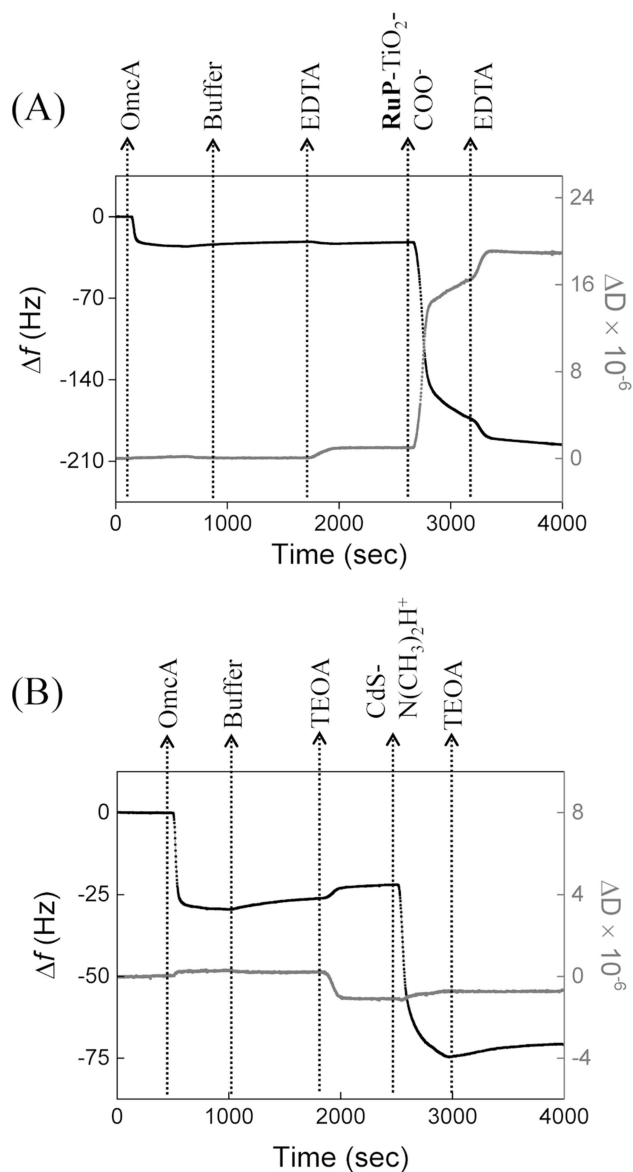 (A)
OmcA
Buffer
EDTA
RuP-TiO₂-
COO⁻
EDTA
0
-70
-140
-210
Δf (Hz)
24
16
8
0
ΔD × 10⁻⁶
0 1000 2000 3000 4000
Time (sec)
(B)
OmcA
Buffer
TEOA
CdS-
N(CH₃)₂H⁺
TEOA
0
-25
-50
-75
Δf (Hz)
8
4
0
-4
ΔD × 10⁻⁶
0 1000 2000 3000 4000
Time (sec)